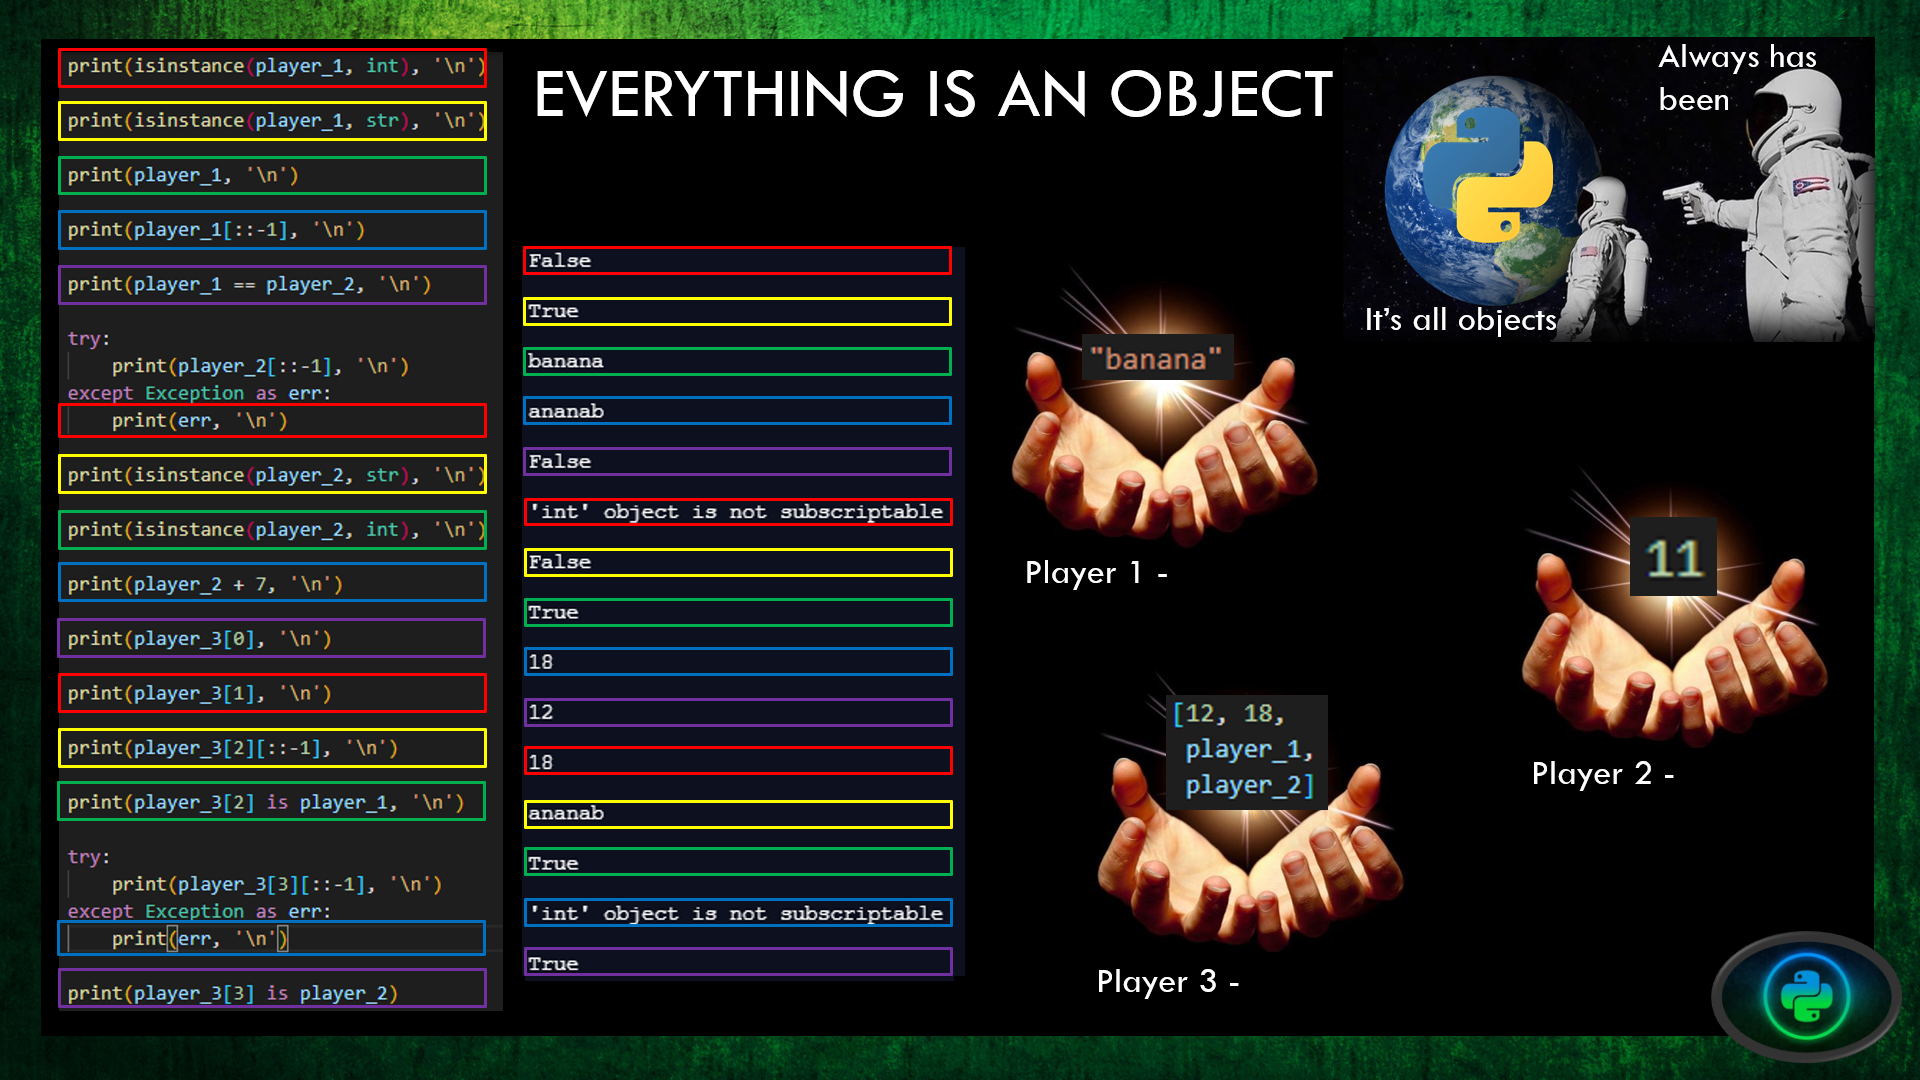 print(isinstance(player_1, int), '\n')
print(isinstance(player_1, str), '\n')
print(player_1, '\n')
print(player_1[::-1], '\n')
print(player_1 == player_2, '\n')
try:
    print(player_2[::-1], '\n')
except Exception as err:
    print(err, '\n')
print(isinstance(player_2, str), '\n')
print(isinstance(player_2, int), '\n')
print(player_2 + 7, '\n')
print(player_3[0], '\n')
print(player_3[1], '\n')
print(player_3[2][::-1], '\n')
print(player_3[2] is player_1, '\n')
try:
    print(player_3[3][::-1], '\n')
except Exception as err:
    print(err, '\n')
print(player_3[3] is player_2)
EVERYTHING IS AN OBJECT
False
True
banana
ananab
False
'int' object is not subscriptable
False
True
18
12
18
ananab
True
'int' object is not subscriptable
True
Always has
been
It's all objects
"banana"
Player 1 -
11
Player 2 -
[12, 18,
player_1,
player_2]
Player 3 -